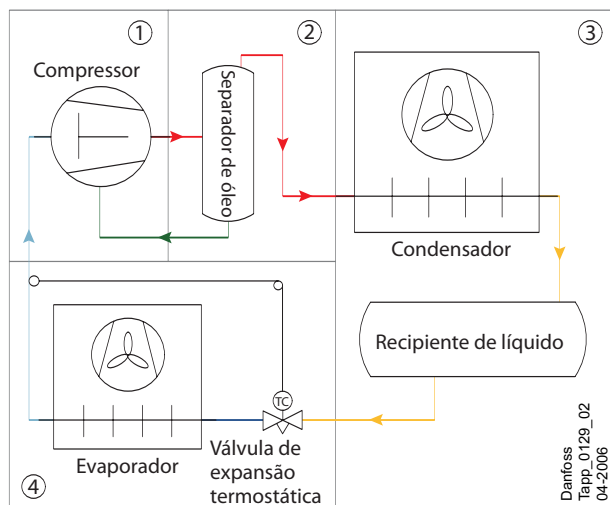 1
Compressor
2
Separador de óleo
3
Condensador
Recipiente de líquido
TC
Evaporador
Válvula de
expansão
termostática
4
Danfoss
Tapp_0129_02
04-2006